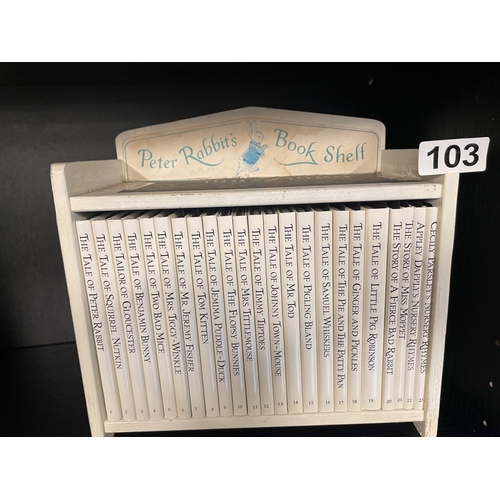 Peter Rabbit's Book Shelf
103
THE TALE OF PETER RABBIT
THE TALE OF SQUIRREL NUTKIN
THE TAILOR OF GLOUCESTER
THE TALE OF BENJAMIN BUNNY
THE TALE OF TWO BAD MICE
THE TALE OF MRS. TIGGY-WINKLE
THE TALE OF MR. JEREMY FISHER
THE TALE OF TOM KITTEN
THE TALE OF JEMIMA PUDDLE-DUCK
THE TALE OF THE FLOPSY BUNNIES
THE TALE OF MRS TITTLEMOUSE
THE TALE OF TIMMY TIPTOES
THE TALE OF JOHNNY TOWN-MOUSE
THE TALE OF MR. TOD
THE TALE OF PIGLING BLAND
THE TALE OF SAMUEL WHISKERS
THE TALE OF THE PIE AND THE PATTY PAN
THE TALE OF GINGER AND PICKLES
THE TALE OF LITTLE PIG ROBINSON
THE STORY OF A FIERCE BAD RABBIT
THE STORY OF MISS MOPPET
APPLEY DAPPLY'S NURSERY RHYMES
CECILY PARSLEY'S NURSERY RHYMES
1 2 3 4 5 6 7 8 9 10 11 12 13 14 15 16 17 18 19 20 21 22 23